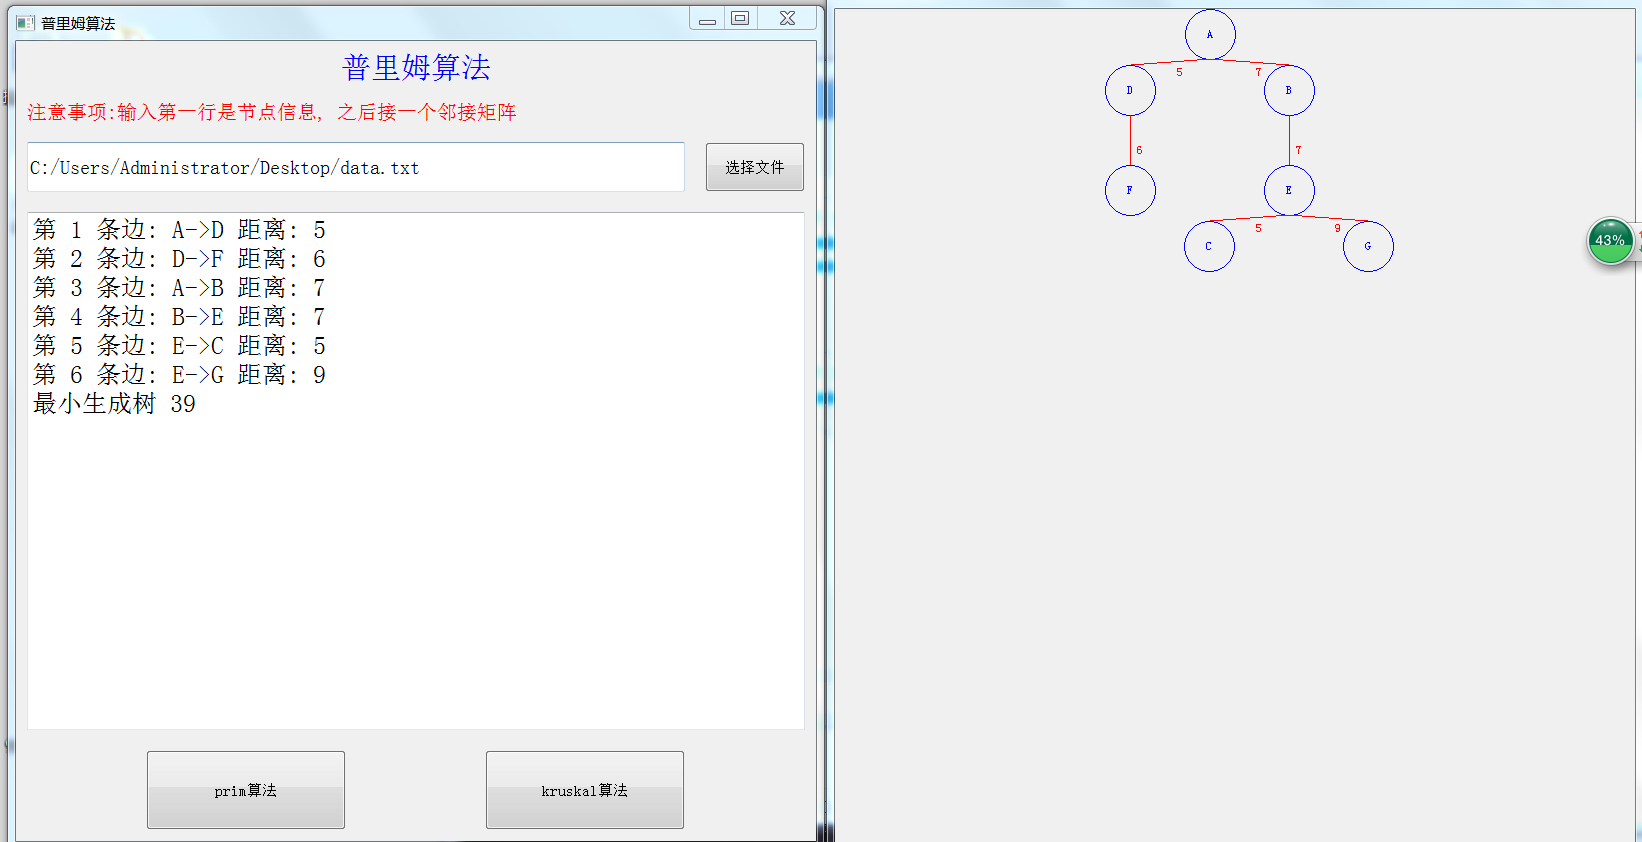 普里姆算法
普里姆算法
注意事项:输入第一行是节点信息, 之后接一个邻接矩阵
C:/Users/Administrator/Desktop/data.txt
选择文件
第 1 条边: A->D 距离: 5
第 2 条边: D->F 距离: 6
第 3 条边: A->B 距离: 7
第 4 条边: B->E 距离: 7
第 5 条边: E->C 距离: 5
第 6 条边: E->G 距离: 9
最小生成树 39
prim算法
kruskal算法
A
5 7
D B
6 7
F E
5 9
C G
43%